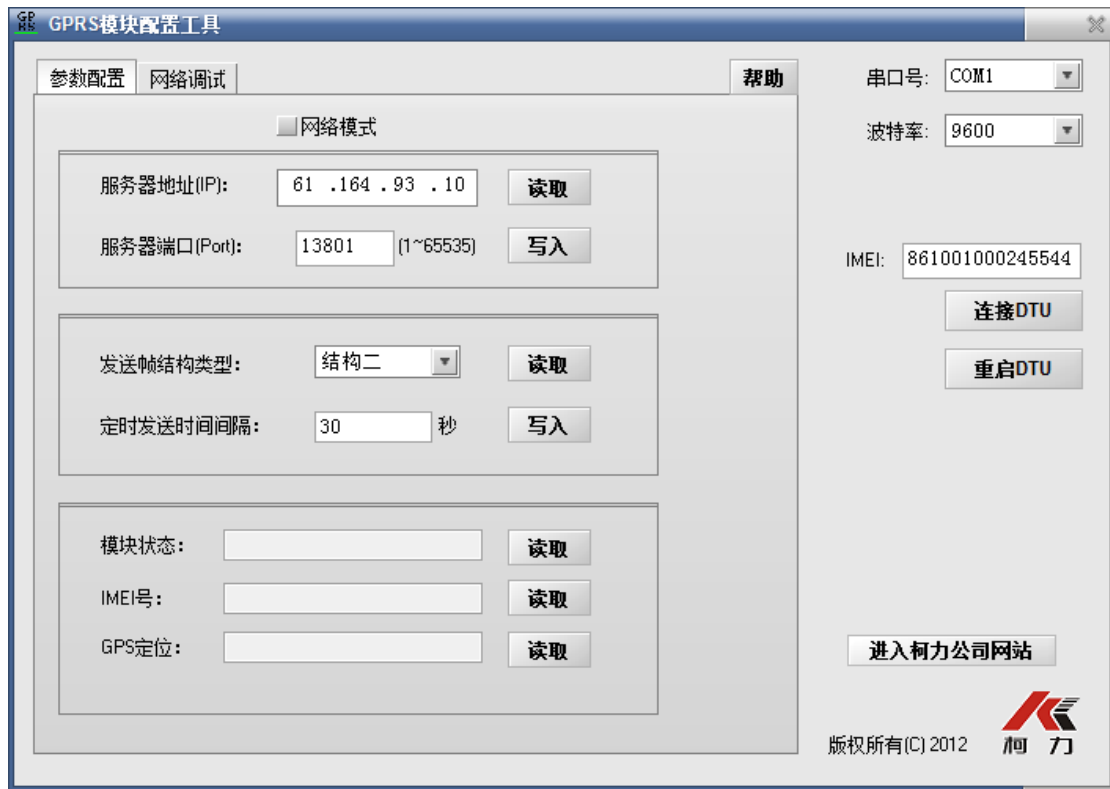 GPRS GPRS模块配置工具
参数配置 网络调试 帮助
串口号: COM1
波特率: 9600
网络模式
服务器地址(IP): 61 .164 . 93 . 10 读取
服务器端口(Port): 13801 (1~65535) 写入
IMEI: 861001000245544
连接DTU
重启DTU
发送帧结构类型: 结构二 读取
定时发送时间间隔: 30 秒 写入
模块状态: 读取
IMEI号: 读取
GPS定位: 读取
进入柯力公司网站
版权所有(C) 2012 柯力